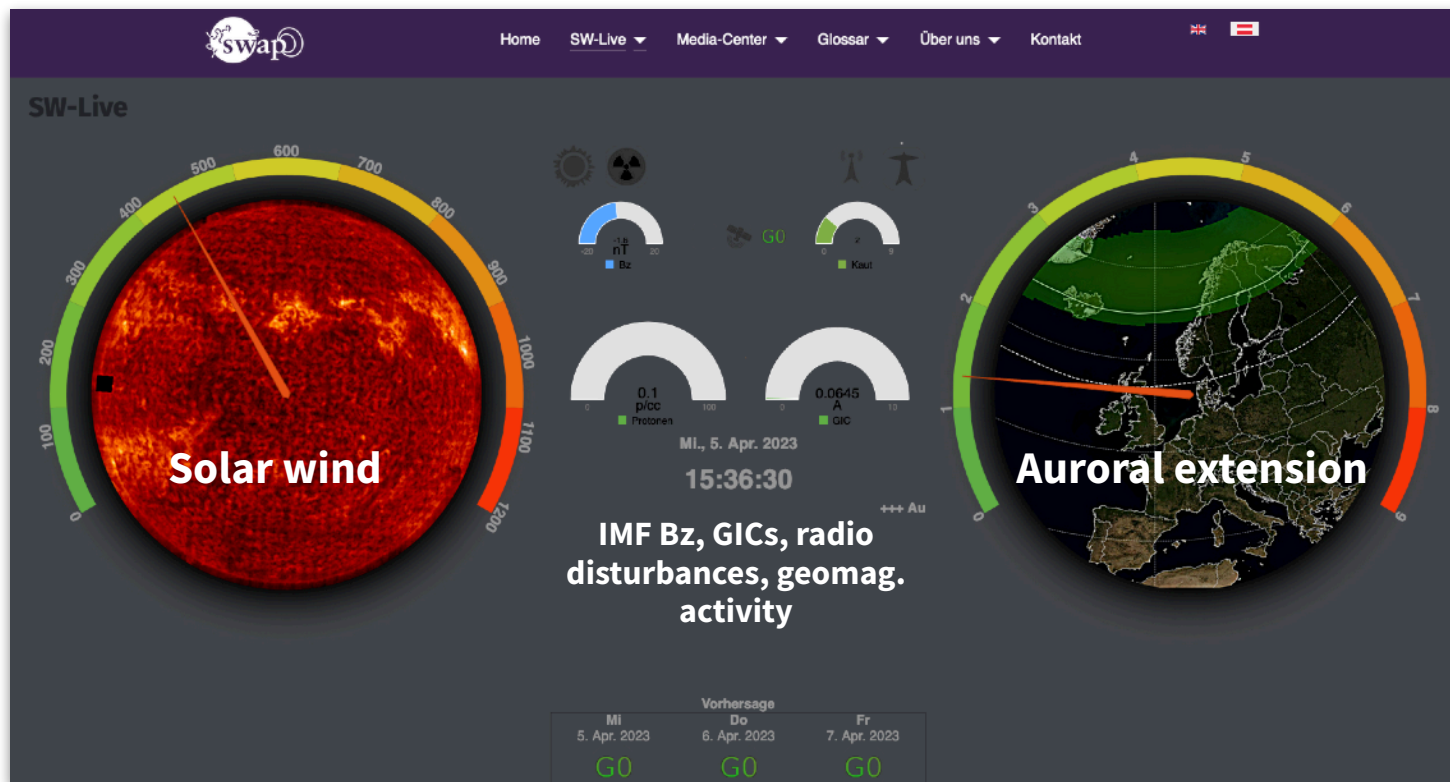 swap
Home SW-Live Media-Center Glossar Über uns Kontakt
SW-Live
0
100
200
300
400
500
600
700
800
900
1000
1100
1200
Solar wind
-1.6
nT
-20 20
Bz
G0
0 9
Kaut
0.1
p/cc
0 100
Protonen
0.0645
A
0 10
GIC
Mi., 5. Apr. 2023
15:36:30
+++ Au
IMF Bz, GICs, radio
disturbances, geomag.
activity
0
1
2
3
4
5
6
7
8
9
Auroral extension
Vorhersage
Mi Do Fr
5. Apr. 2023 6. Apr. 2023 7. Apr. 2023
G0 G0 G0